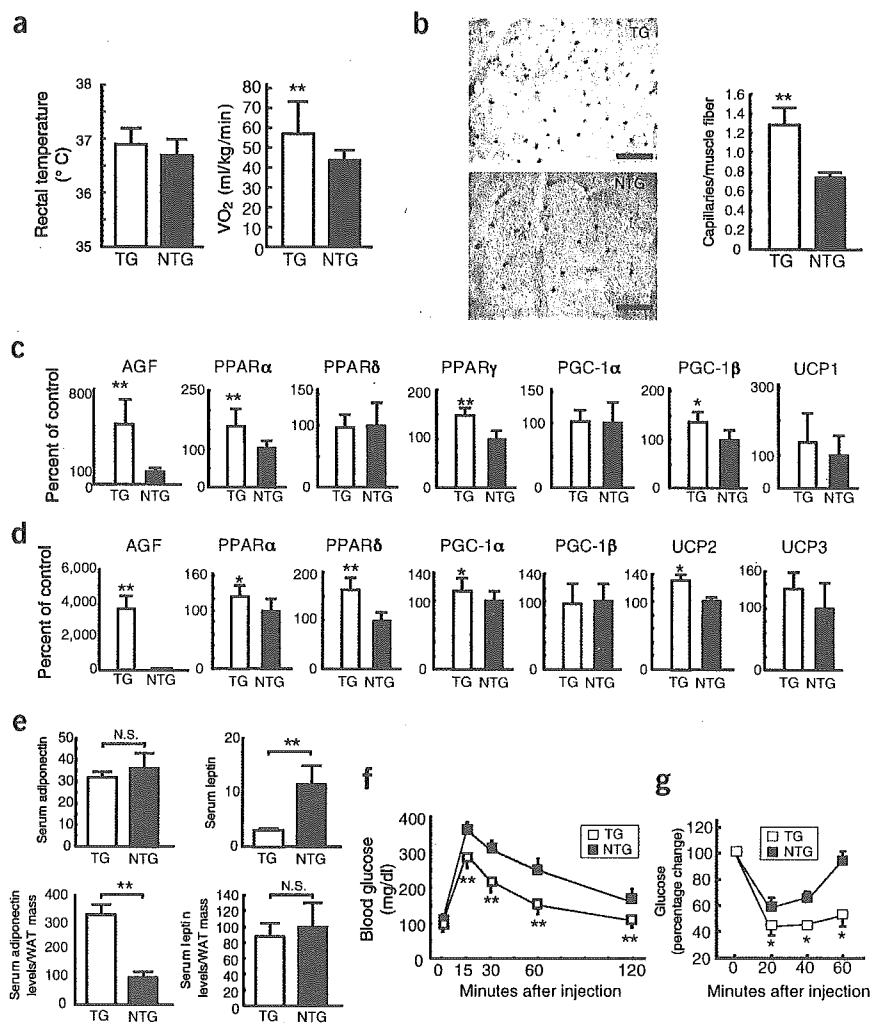 a
Rectal temperature
(° C)
38
37
36
35
TG NTG
VO₂ (ml/kg/min)
80
70
60
50
40
30
20
10
0
**
TG NTG
b
TG
NTG
Capillaries/muscle fiber
1.6
1.4
1.2
1.0
0.8
0.6
0.4
0.2
0
**
TG NTG
c
Percent of control
AGF
800
100
0
**
TG NTG
PPARα
250
100
0
**
TG NTG
PPARδ
150
100
0
TG NTG
PPARγ
150
100
0
**
TG NTG
PGC-1α
100
0
TG NTG
PGC-1β
200
100
0
*
TG NTG
UCP1
300
100
0
TG NTG
d
Percent of control
AGF
6,000
4,000
2,000
0
**
TG NTG
PPARα
160
100
0
*
TG NTG
PPARδ
200
100
0
**
TG NTG
PGC-1α
140
100
0
*
TG NTG
PGC-1β
140
100
0
TG NTG
UCP2
140
100
0
*
TG NTG
UCP3
160
100
0
TG NTG
e
Serum adiponectin
50
40
30
20
10
0
N.S.
TG NTG
Serum leptin
20
10
0
**
TG NTG
Serum adiponectin
levels/WAT mass
400
300
200
100
0
**
TG NTG
Serum leptin
levels/WAT mass
140
120
100
80
60
40
20
0
N.S.
TG NTG
f
Blood glucose
(mg/dl)
400
300
200
100
0
TG
NTG
**
**
**
**
0 15 30 60 120
Minutes after injection
g
Glucose
(percentage change)
120
100
80
60
40
20
TG
NTG
*
*
*
0 20 40 60
Minutes after injection